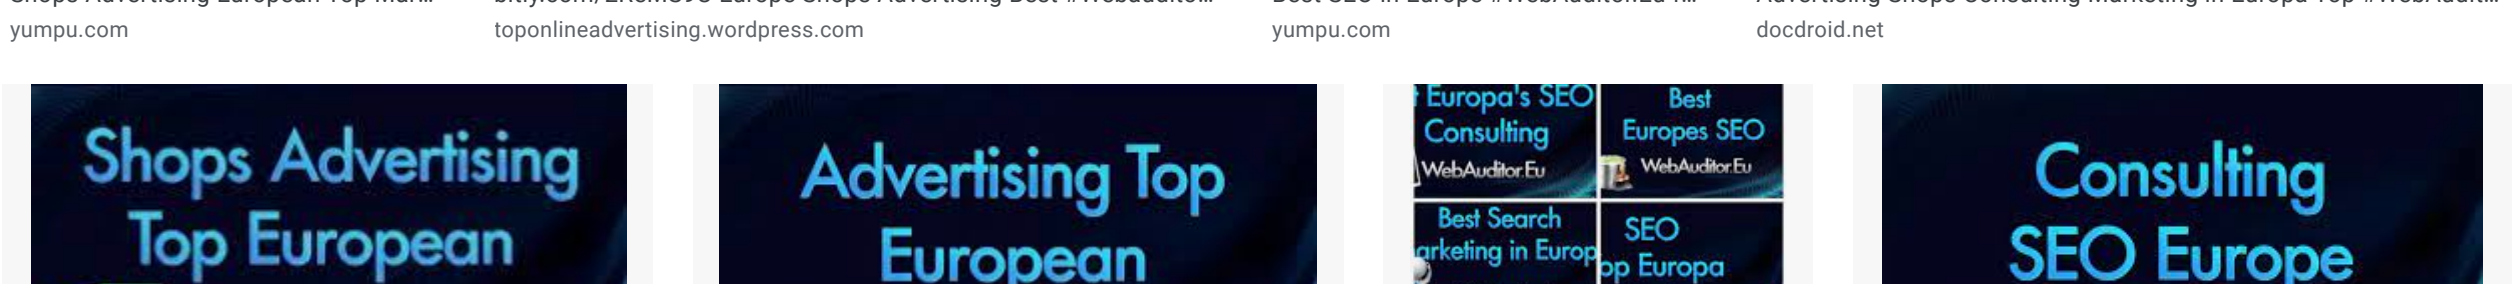 yumpu.com
toponlineadvertising.wordpress.com
yumpu.com
docdroid.net
Shops Advertising
Top European
Advertising Top
European
Europa's SEO
Consulting
WebAuditor.Eu
Best
Europes SEO
WebAuditor.Eu
Best Search
arketing in Europ
SEO
op Europa
Consulting
SEO Europe